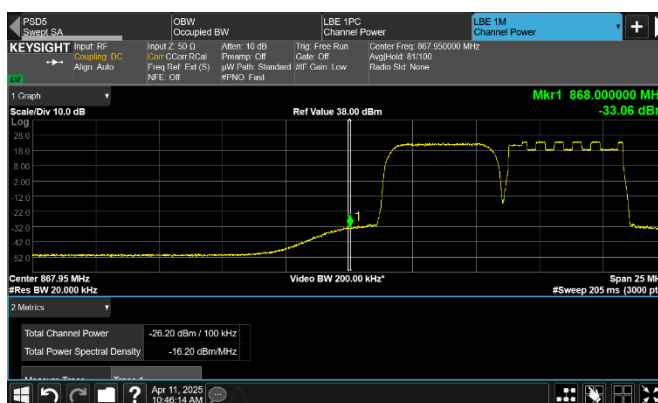 PSD5
Swept SA
OBW
Occupied BW
LBE 1PC
Channel Power
LBE 1M
Channel Power
KEYSIGHT
Input: RF
Coupling: DC
Align: Auto
Input Z: 50 Ω
Corr CCorr RCal
Freq Ref: Ext (S)
NFE: Off
Atten: 10 dB
Preamp: Off
µW Path: Standard
#PNO: Fast
Trig: Free Run
Gate: Off
#IF Gain: Low
Center Freq: 867.950000 MHz
Avg|Hold: 81/100
Radio Std: None
LXI
1 Graph
Scale/Div 10.0 dB
Ref Value 38.00 dBm
Mkr1 868.000000 MH
-33.06 dB
Log
28.0
18.0
8.00
-2.00
-12.0
-22.0
-32.0
-42.0
-52.0
1
Center 867.95 MHz
#Res BW 20.000 kHz
Video BW 200.00 kHz*
Span 25 MH
#Sweep 205 ms (3000 pt
2 Metrics
Total Channel Power -26.20 dBm / 100 kHz
Total Power Spectral Density -16.20 dBm/MHz
Measure Trace Trace 1
?
Apr 11, 2025
10:46:14 AM